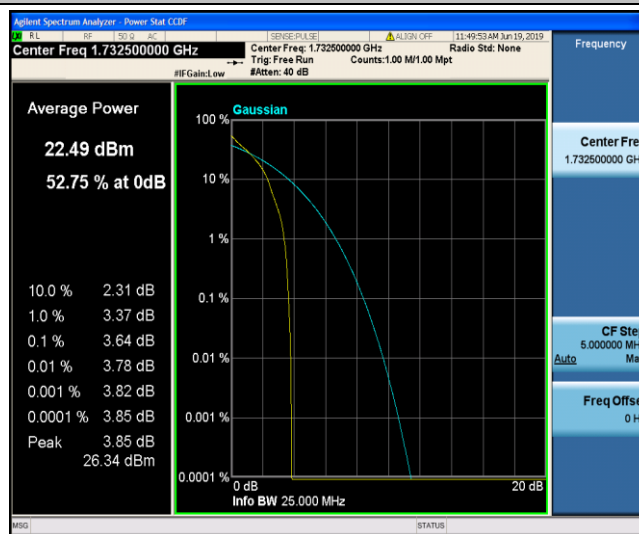 Agilent Spectrum Analyzer - Power Stat CCDF
RL RF 50 Ω AC SENSE:PULSE ALIGN OFF 11:49:53 AM Jun 19, 2019
Center Freq 1.732500000 GHz
Center Freq: 1.732500000 GHz Radio Std: None
Trig: Free Run Counts:1.00 M/1.00 Mpt
#IFGain:Low #Atten: 40 dB
Frequency
Average Power
22.49 dBm
52.75 % at 0dB
10.0 % 2.31 dB
1.0 % 3.37 dB
0.1 % 3.64 dB
0.01 % 3.78 dB
0.001 % 3.82 dB
0.0001 % 3.85 dB
Peak 3.85 dB
26.34 dBm
Gaussian
100 %
10 %
1 %
0.1 %
0.01 %
0.001 %
0.0001 %
0 dB 20 dB
Info BW 25.000 MHz
Center Fre
1.732500000 GH
CF Ste
5.000000 MH
Auto Ma
Freq Offse
0 H
MSG STATUS